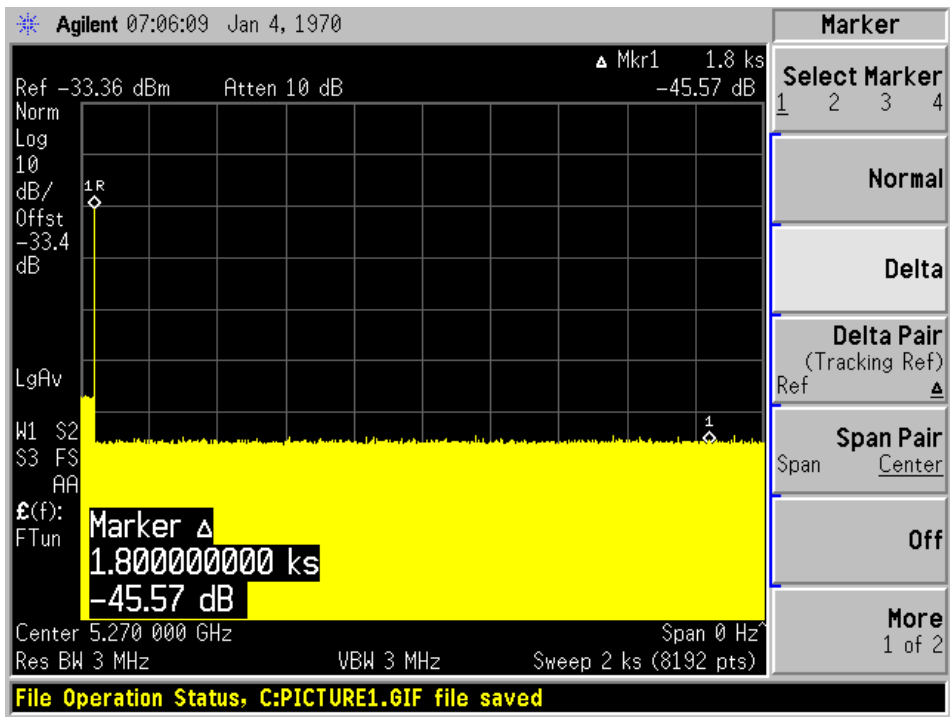 Agilent 07:06:09 Jan 4, 1970
Δ Mkr1 1.8 ks
Ref -33.36 dBm Atten 10 dB -45.57 dB
Norm
Log
10
dB/
Offst
-33.4
dB
1R
LgAv
W1 S2
S3 FS
AA
£(f):
FTun
1
Marker Δ
1.800000000 ks
-45.57 dB
Center 5.270 000 GHz Span 0 Hz^
Res BW 3 MHz VBW 3 MHz Sweep 2 ks (8192 pts)
File Operation Status, C:PICTURE1.GIF file saved
Marker
Select Marker
1 2 3 4
Normal
Delta
Delta Pair
(Tracking Ref)
Ref Δ
Span Pair
Span Center
Off
More
1 of 2